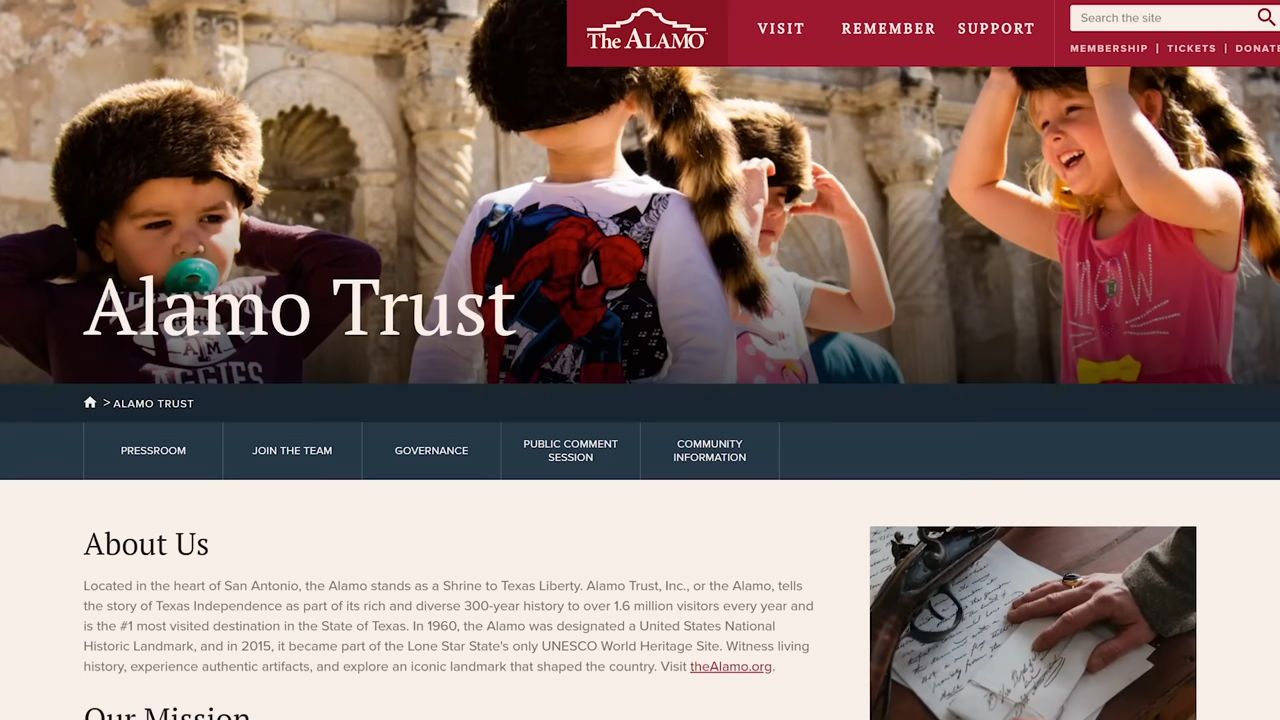 The ALAMO
VISIT
REMEMBER
SUPPORT
Search the site
MEMBERSHIP | TICKETS | DONATE
MEOW
Alamo Trust
A&M
AGGIES
> ALAMO TRUST
PRESSROOM
JOIN THE TEAM
GOVERNANCE
PUBLIC COMMENT
SESSION
COMMUNITY
INFORMATION
About Us
Located in the heart of San Antonio, the Alamo stands as a Shrine to Texas Liberty. Alamo Trust, Inc., or the Alamo, tells
the story of Texas Independence as part of its rich and diverse 300-year history to over 1.6 million visitors every year and
is the #1 most visited destination in the State of Texas. In 1960, the Alamo was designated a United States National
Historic Landmark, and in 2015, it became part of the Lone Star State's only UNESCO World Heritage Site. Witness living
history, experience authentic artifacts, and explore an iconic landmark that shaped the country. Visit theAlamo.org.
Our Mission